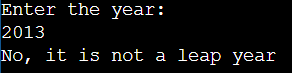 Enter the year:
2013
No, it is not a leap year